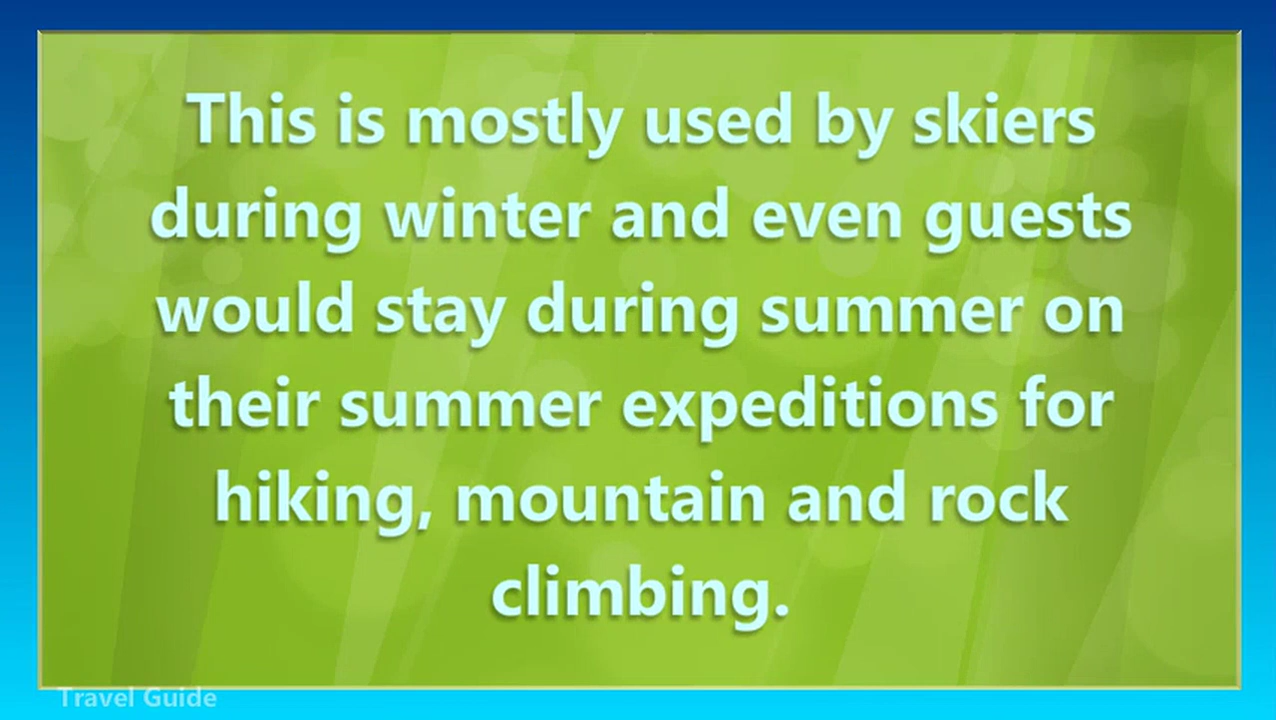 This is mostly used by skiers
during winter and even guests
would stay during summer on
their summer expeditions for
hiking, mountain and rock
climbing.
Travel Guide